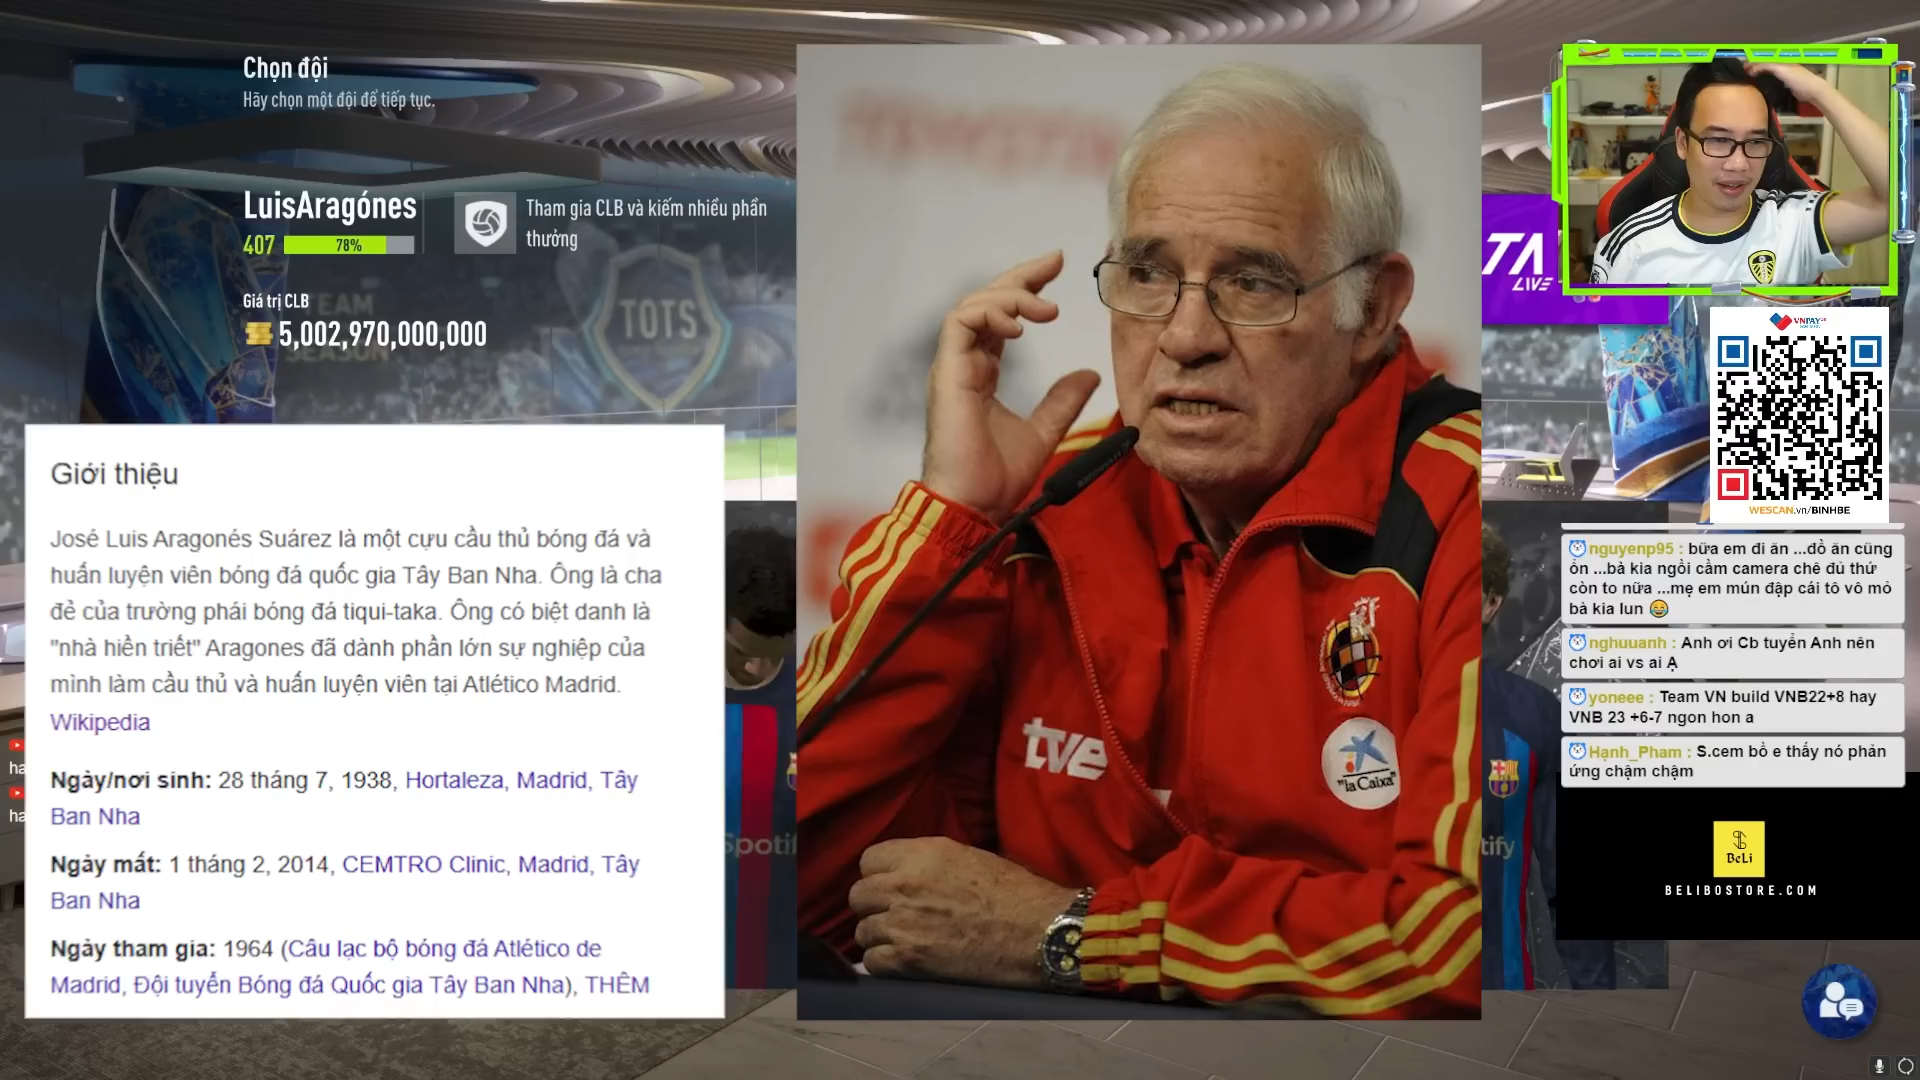 Chọn đội
Hãy chọn một đội để tiếp tục.
LuisAragónes
407
78%
Tham gia CLB và kiếm nhiều phần
thưởng
Giá trị CLB
5,002,970,000,000
TEAM
SEASON
TOTS
Giới thiệu
José Luis Aragonés Suárez là một cựu cầu thủ bóng đá và
huấn luyện viên bóng đá quốc gia Tây Ban Nha. Ông là cha
đẻ của trường phái bóng đá tiqui-taka. Ông có biệt danh là
"nhà hiền triết" Aragones đã dành phần lớn sự nghiệp của
mình làm cầu thủ và huấn luyện viên tại Atlético Madrid.
Wikipedia
Ngày/nơi sinh: 28 tháng 7, 1938, Hortaleza, Madrid, Tây
Ban Nha
Ngày mất: 1 tháng 2, 2014, CEMTRO Clinic, Madrid, Tây
Ban Nha
Ngày tham gia: 1964 (Câu lạc bộ bóng đá Atlético de
Madrid, Đội tuyển Bóng đá Quốc gia Tây Ban Nha), THÊM
ha
ha
Spotif
tve
"la Caixa"
tify
TA
LIVE
VNPAY
WESCAN.vn/BINHBE
nguyenp95 : bữa em đi ăn ...đồ ăn cũng
ổn ...bà kia ngồi cầm camera chê đủ thứ
còn to nữa ...mẹ em mún đập cái tô vô mỏ
bà kia lun
nghuuanh : Anh ơi Cb tuyển Anh nên
chơi ai vs ai Ạ
yoneee : Team VN build VNB22+8 hay
VNB 23 +6-7 ngon hon a
Hạnh_Pham : S.cem bồ e thấy nó phản
ứng chậm chậm
BeLi
BELIBOSTORE.COM